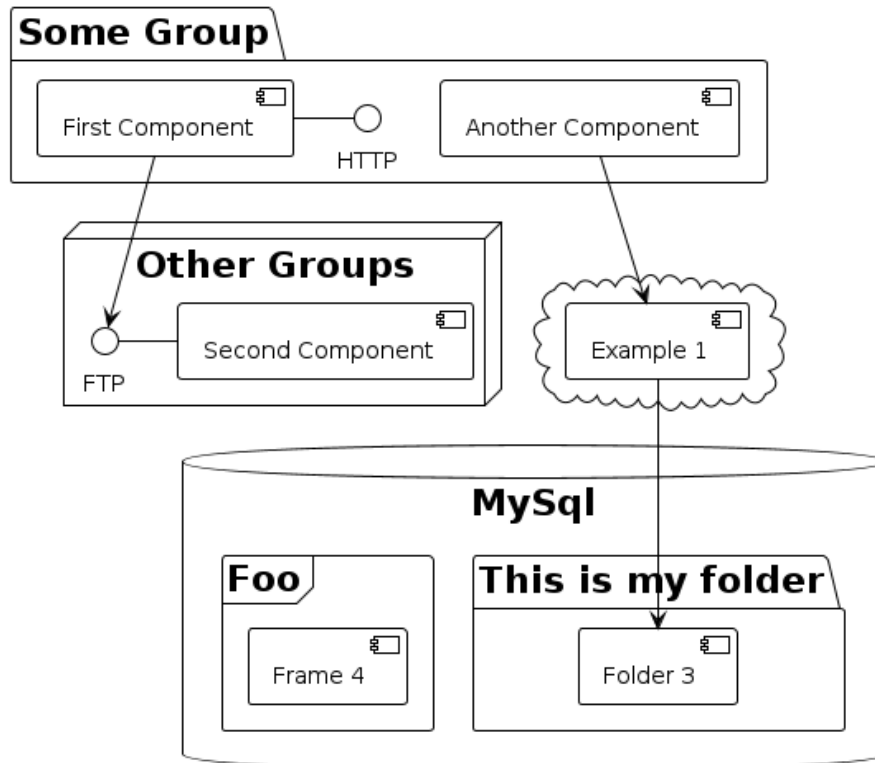 Some Group
First Component
HTTP
Another Component
Other Groups
FTP
Second Component
Example 1
MySql
Foo
Frame 4
This is my folder
Folder 3